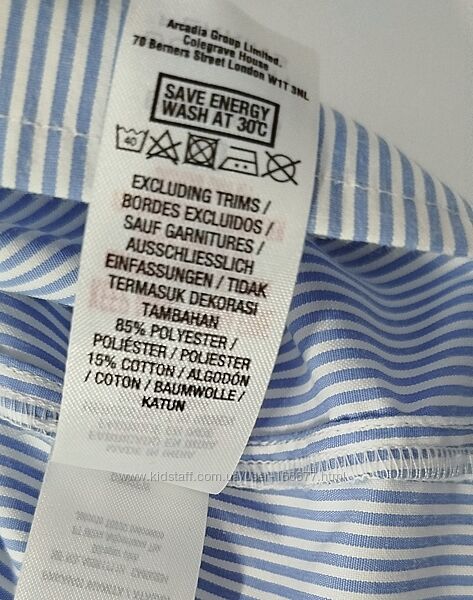 Arcadia Group Limited.
Colegrave House
70 Berners Street London W1T 3NL
SAVE ENERGY
WASH AT 30°C
40
EXCLUDING TRIMS /
BORDES EXCLUIDOS /
SAUF GARNITURES /
AUSSCHLIESSLICH
EINFASSUNGEN / TIDAK
TERMASUK DEKORASI
TAMBAHAN
85% POLYESTER /
POLIÉSTER / POLIESTER
15% COTTON / ALGODÓN
/ COTON / BAUMWOLLE /
KATUN